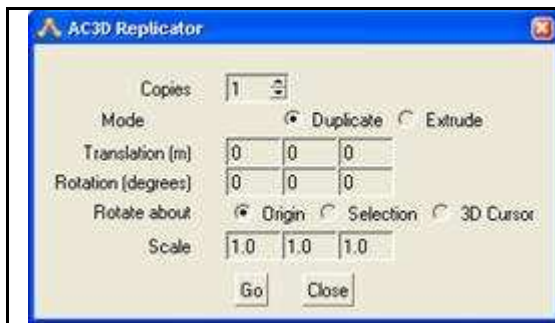 AC3D Replicator
Copies 1
Mode Duplicate Extrude
Translation (m) 0 0 0
Rotation (degrees) 0 0 0
Rotate about Origin Selection 3D Cursor
Scale 1.0 1.0 1.0
Go Close